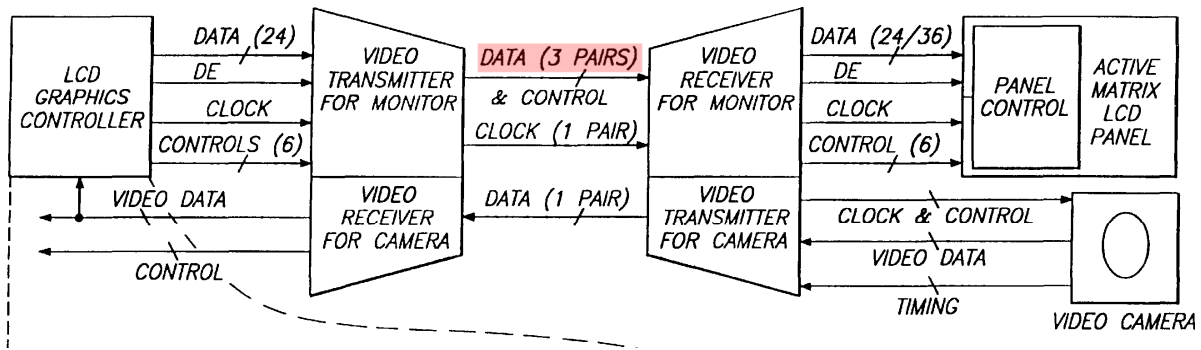 LCD
GRAPHICS
CONTROLLER
DATA (24)
DE
CLOCK
CONTROLS (6)
VIDEO DATA
CONTROL
VIDEO
TRANSMITTER
FOR MONITOR
VIDEO
RECEIVER
FOR CAMERA
DATA (3 PAIRS)
& CONTROL
CLOCK (1 PAIR)
DATA (1 PAIR)
VIDEO
RECEIVER
FOR MONITOR
VIDEO
TRANSMITTER
FOR CAMERA
DATA (24/36)
DE
CLOCK
CONTROL (6)
PANEL
CONTROL
ACTIVE
MATRIX
LCD
PANEL
CLOCK & CONTROL
VIDEO DATA
TIMING
VIDEO CAMERA